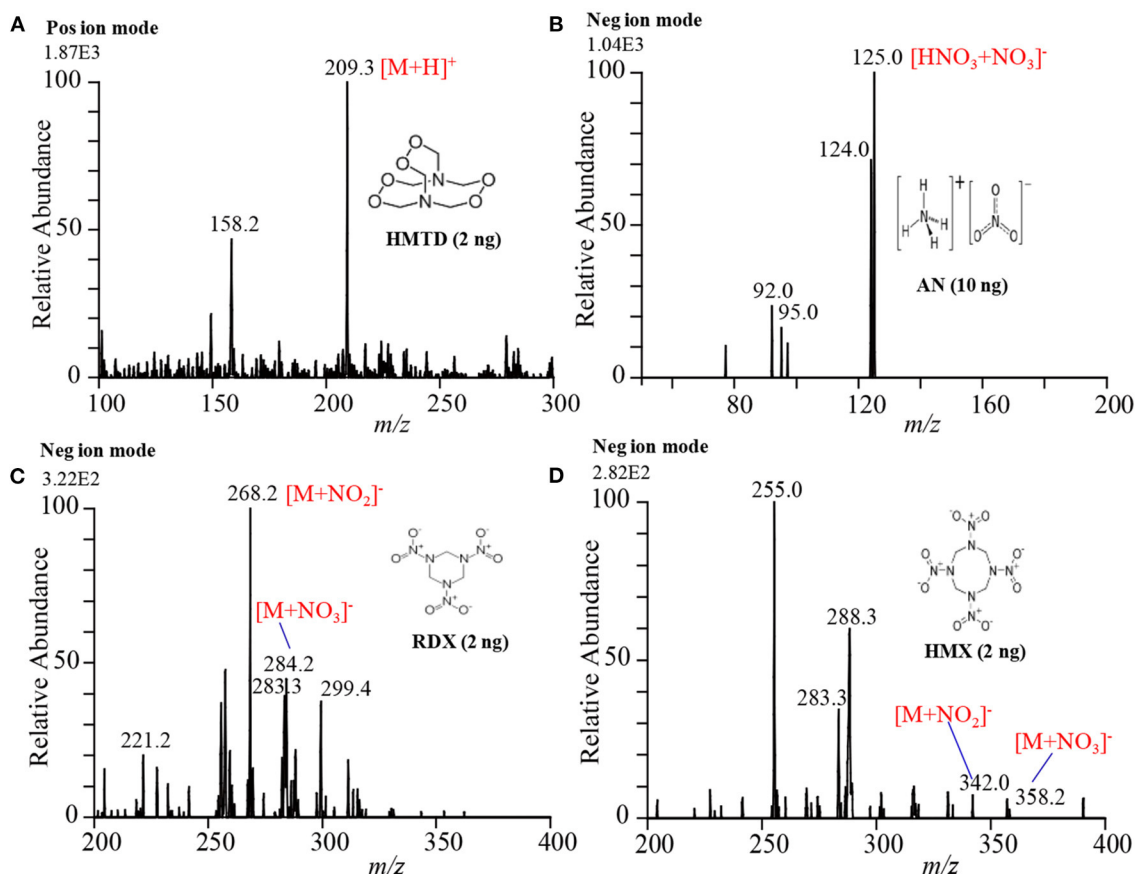 A
Pos ion mode
1.87E3
209.3 [M+H]⁺
158.2
HMTD (2 ng)
O
O
O
O
O
O
N
N
Relative Abundance
100
50
0
100 150 200 250 300
m/z
B
Neg ion mode
1.04E3
125.0 [HNO₃+NO₃]⁻
124.0
92.0
95.0
H
N
H
H
H
+
O
N
O
O
−
AN (10 ng)
Relative Abundance
100
50
0
80 120 160 200
m/z
C
Neg ion mode
3.22E2
268.2 [M+NO₂]⁻
[M+NO₃]⁻
284.2
283.3
299.4
221.2
O N⁺ O⁻
N
N
N
O⁻ N⁺ O
N⁺
O O⁻
RDX (2 ng)
Relative Abundance
100
50
0
200 250 300 350 400
m/z
D
Neg ion mode
2.82E2
255.0
288.3
283.3
[M+NO₂]⁻
342.0
[M+NO₃]⁻
358.2
⁻O N⁺ O
N
O N⁺ N
⁻O
N N⁺ O⁻
O
N
N⁺
O O⁻
HMX (2 ng)
Relative Abundance
100
50
0
200 250 300 350 400
m/z